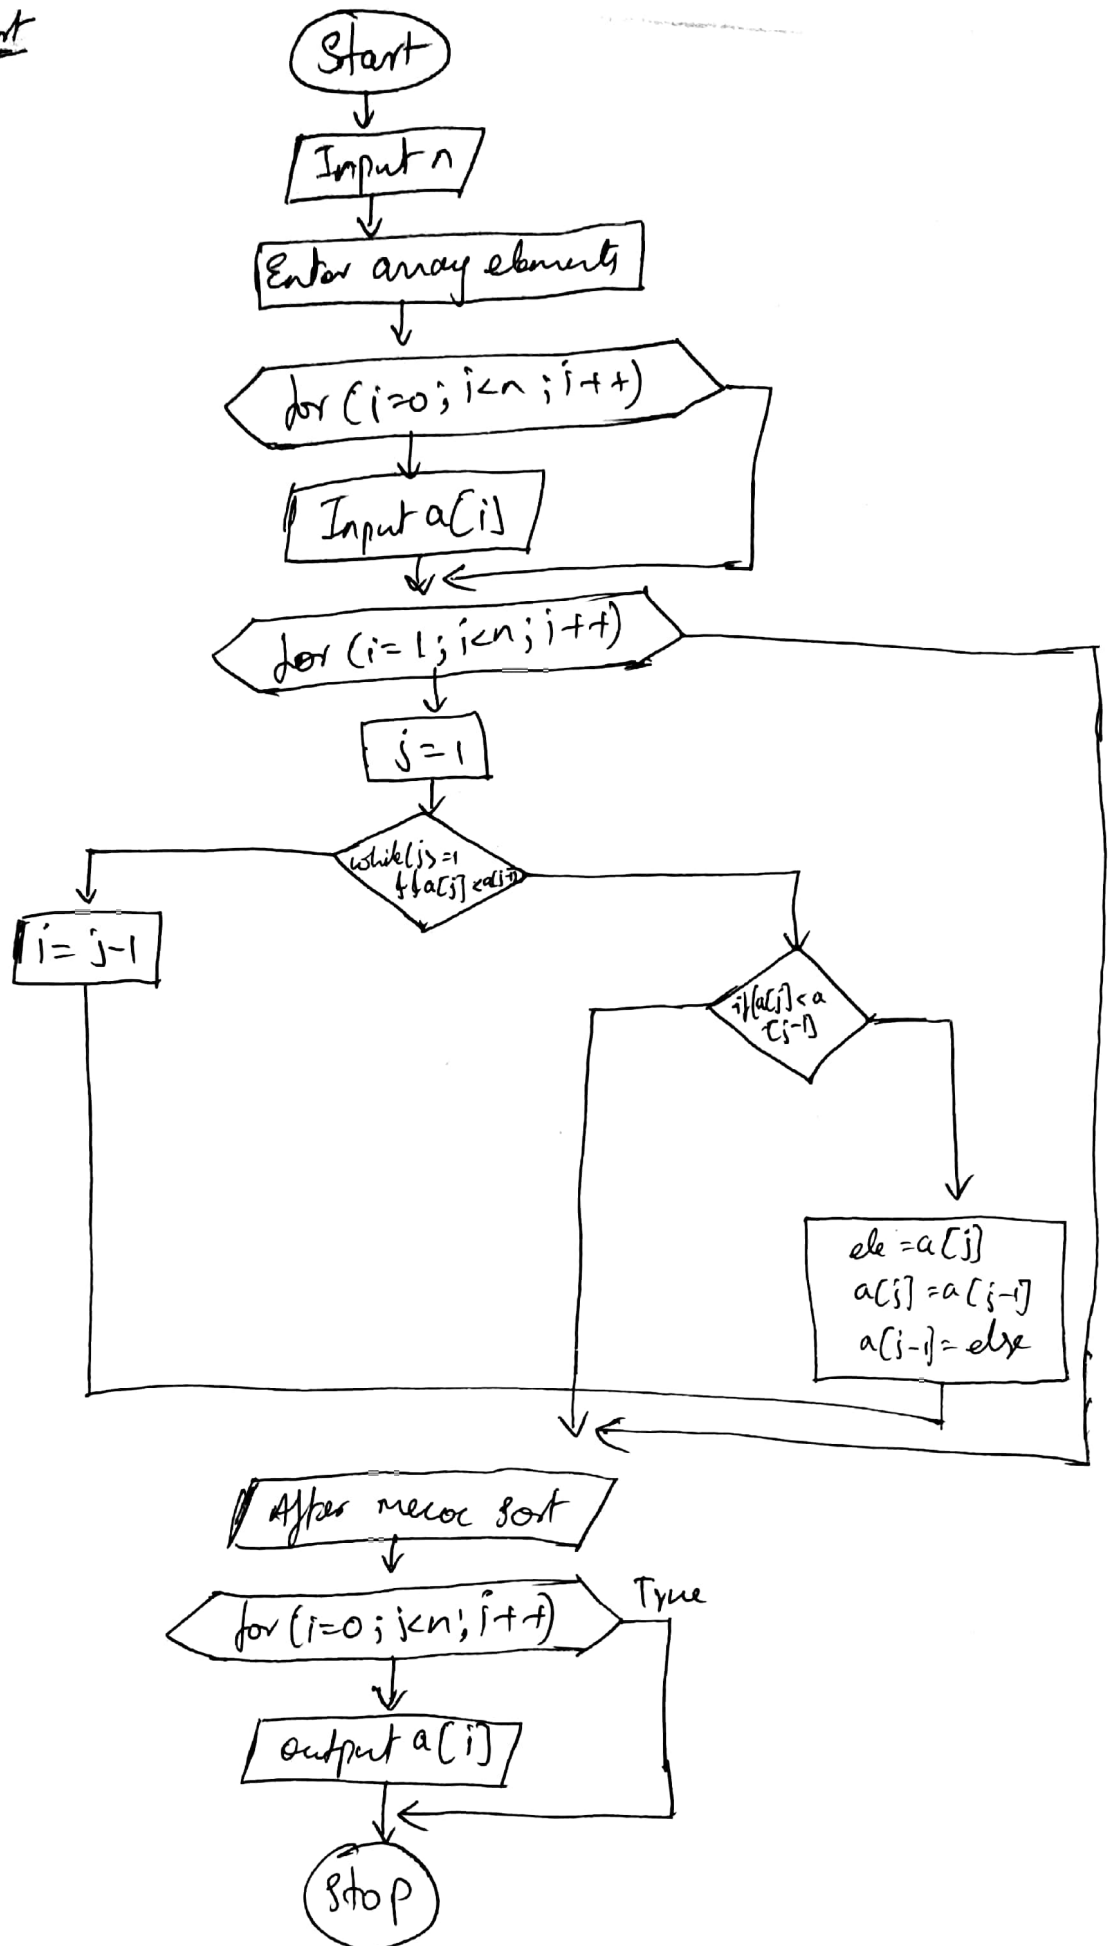 Start
Input n
Enter array elements
for (i=0; i<n; i++)
Input a[i]
for (i=1; i<n; i++)
j=1
while(j>=1
&&a[j]<a[j-1])
i=j-1
if(a[j]<a
[j-1]
ele=a[j]
a[j]=a[j-1]
a[j-1]=else
After sort
for (i=0; j<n; i++)
True
output a[i]
Stop